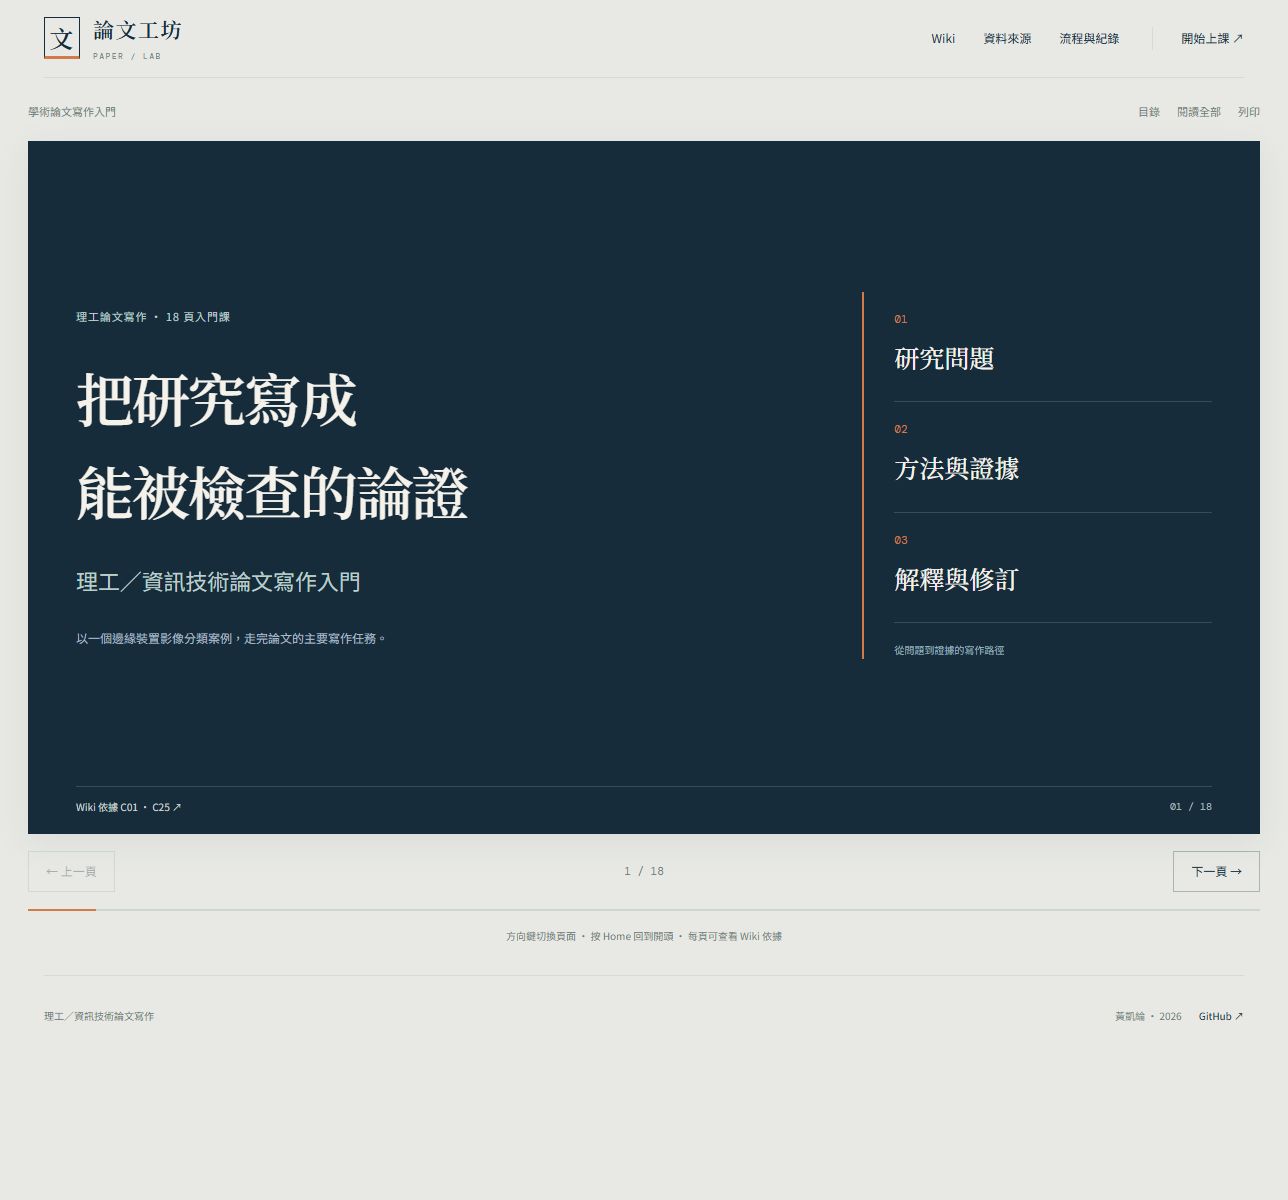 文
論文工坊
PAPER / LAB
Wiki 資料來源 流程與紀錄 開始上課 ↗
學術論文寫作入門
目錄 閱讀全部 列印
理工論文寫作 · 18 頁入門課
把研究寫成
能被檢查的論證
理工／資訊技術論文寫作入門
以一個邊緣裝置影像分類案例，走完論文的主要寫作任務。
01
研究問題
02
方法與證據
03
解釋與修訂
從問題到證據的寫作路徑
Wiki 依據 C01 · C25 ↗
01 / 18
← 上一頁
1 / 18
下一頁 →
方向鍵切換頁面 · 按 Home 回到開頭 · 每頁可查看 Wiki 依據
理工／資訊技術論文寫作
黃凱綸 · 2026 GitHub ↗